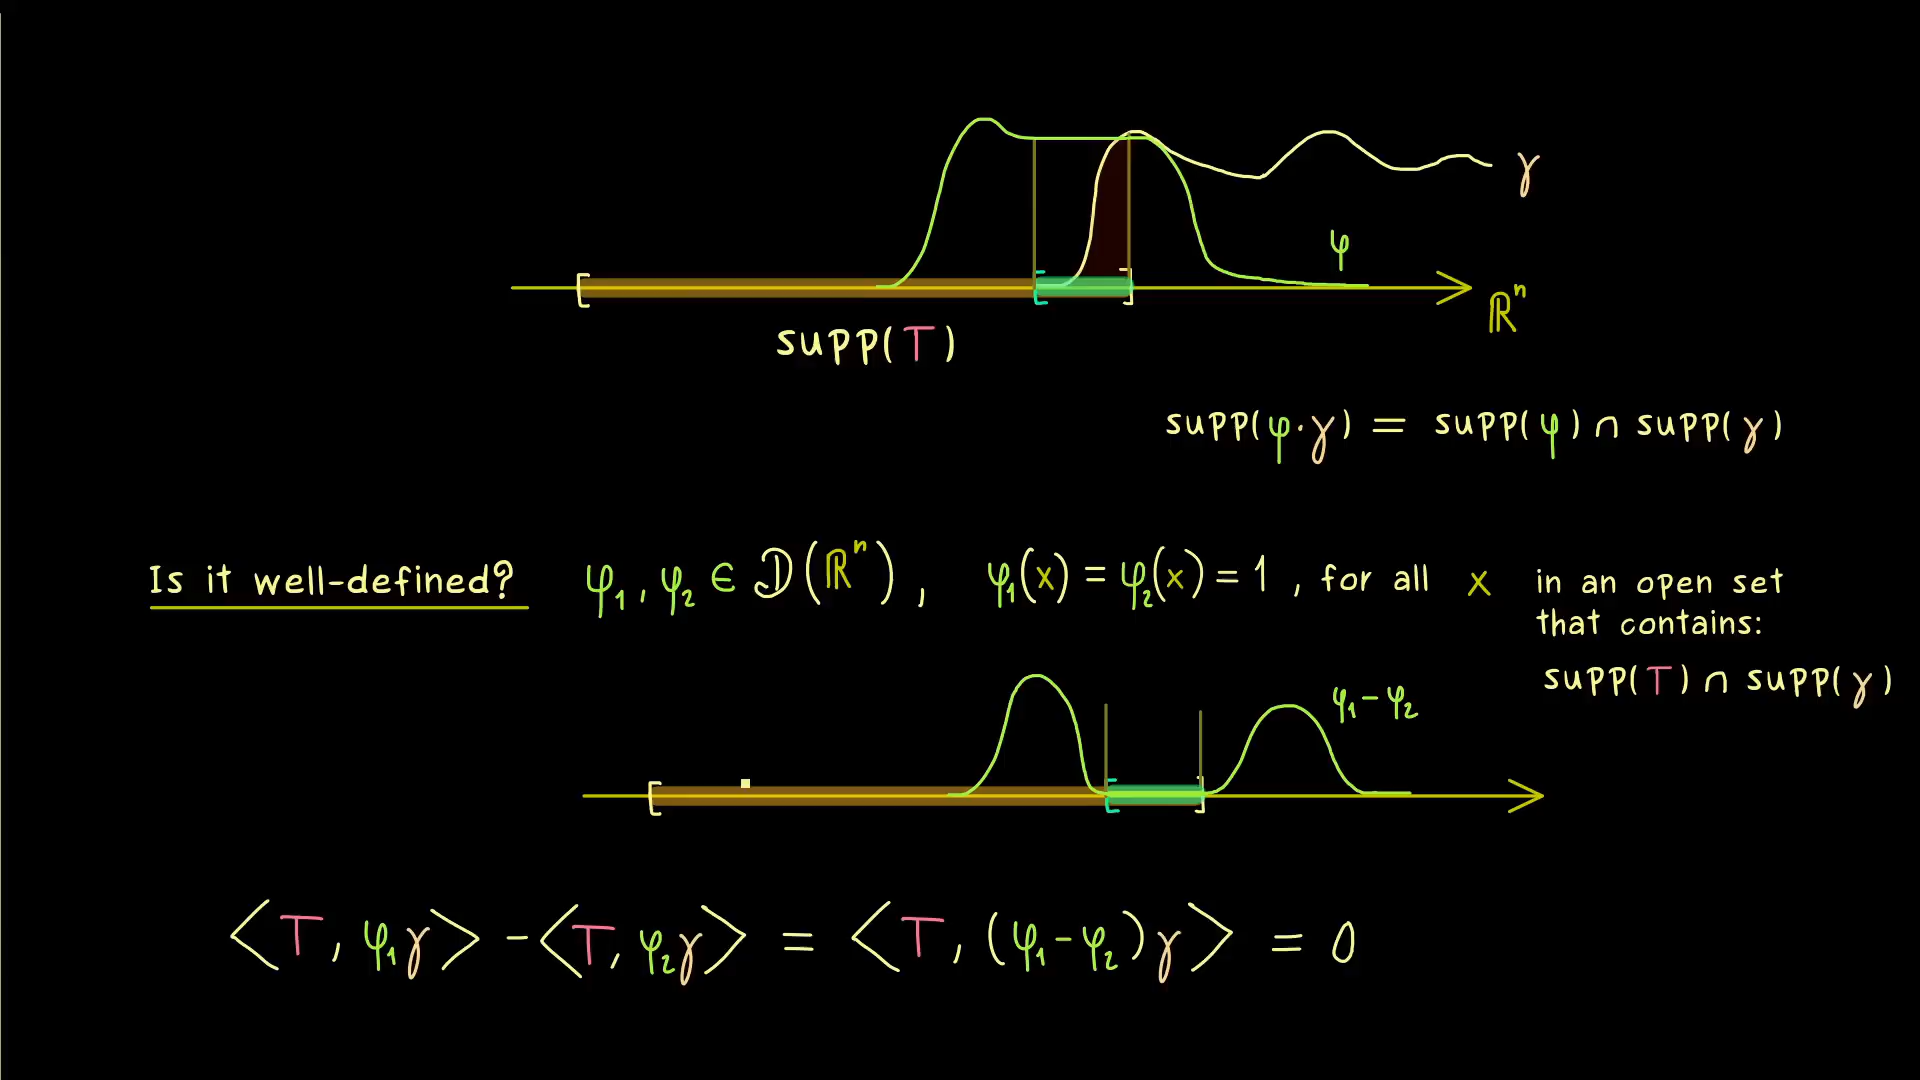 γ
φ
ℝⁿ
supp(T)
supp(φ·γ) = supp(φ) ∩ supp(γ)
Is it well-defined? φ₁, φ₂ ∈ 𝒟(ℝⁿ), φ₁(x) = φ₂(x) = 1, for all x in an open set
that contains:
supp(T) ∩ supp(γ)
φ₁ - φ₂
⟨T, φ₁γ⟩ - ⟨T, φ₂γ⟩ = ⟨T, (φ₁ - φ₂)γ⟩ = 0